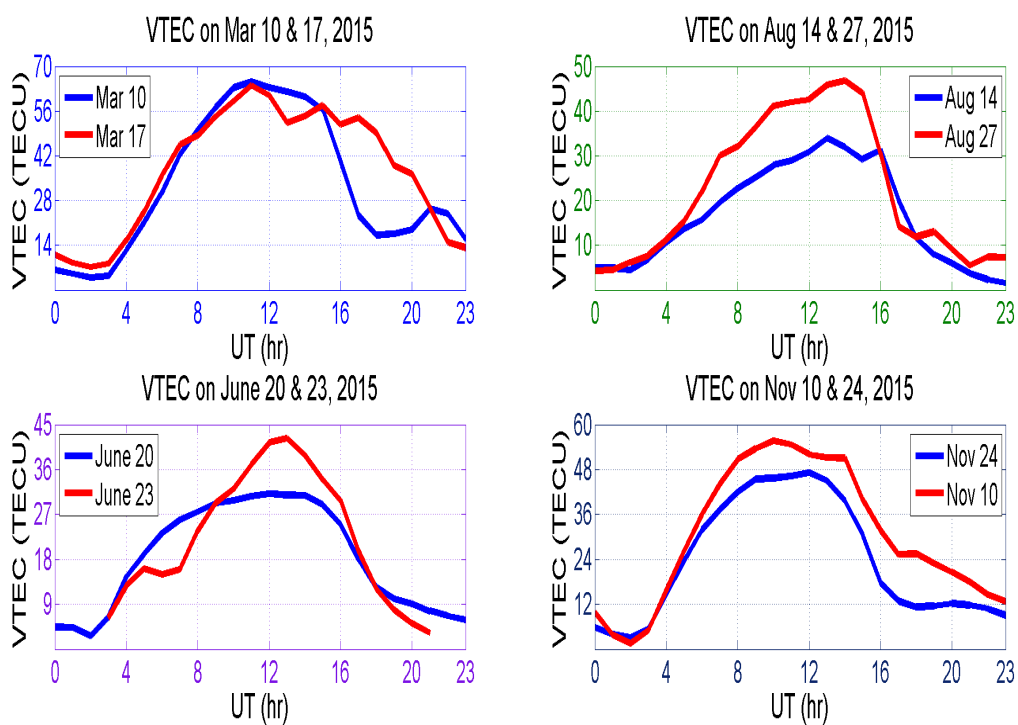 VTEC on Mar 10 & 17, 2015
VTEC (TECU)
70
56
42
28
14
Mar 10
Mar 17
0 4 8 12 16 20 23
UT (hr)
VTEC on Aug 14 & 27, 2015
VTEC (TECU)
50
40
30
20
10
Aug 14
Aug 27
0 4 8 12 16 20 23
UT (hr)
VTEC on June 20 & 23, 2015
VTEC (TECU)
45
36
27
18
9
June 20
June 23
0 4 8 12 16 20 23
UT (hr)
VTEC on Nov 10 & 24, 2015
VTEC (TECU)
60
48
36
24
12
Nov 24
Nov 10
0 4 8 12 16 20 23
UT (hr)